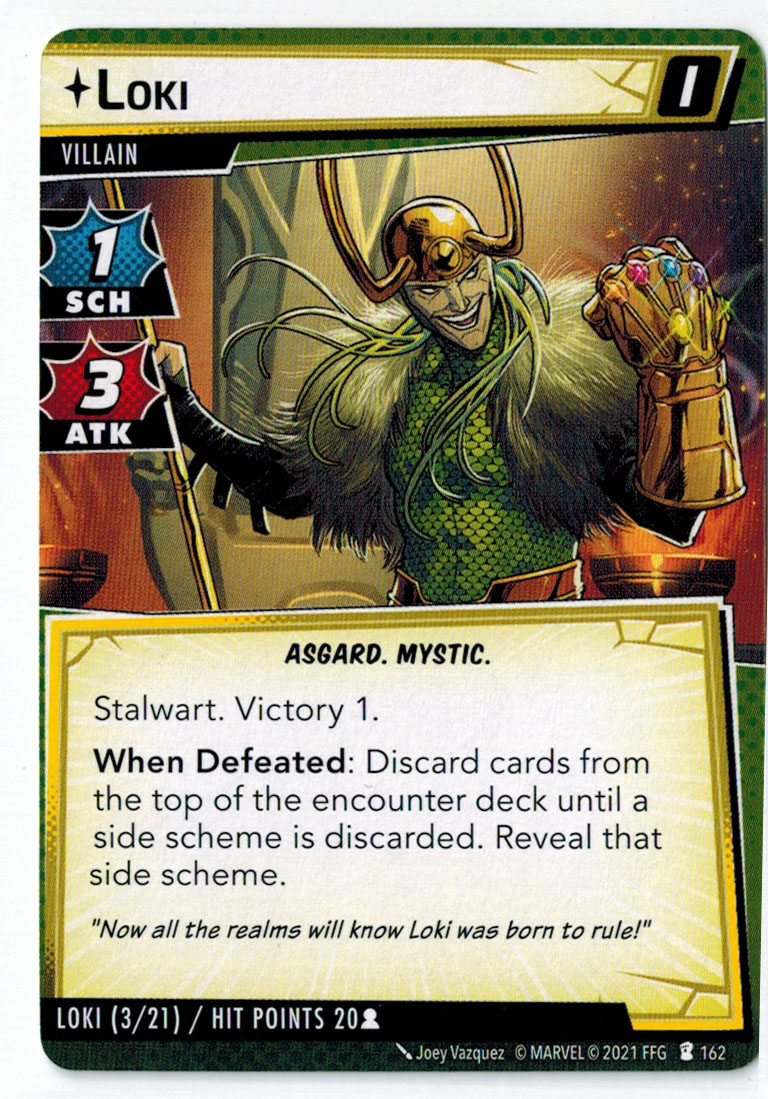 LOKI
I
VILLAIN
1
SCH
3
ATK
ASGARD. MYSTIC.
Stalwart. Victory 1.
When Defeated: Discard cards from
the top of the encounter deck until a
side scheme is discarded. Reveal that
side scheme.
"Now all the realms will know Loki was born to rule!"
LOKI (3/21) / HIT POINTS 20
Joey Vazquez © MARVEL © 2021 FFG 162